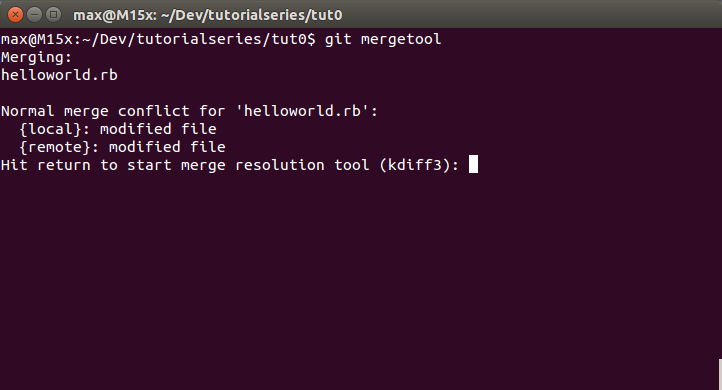 max@M15x: ~/Dev/tutorialseries/tut0
max@M15x:~/Dev/tutorialseries/tut0$ git mergetool
Merging:
helloworld.rb
Normal merge conflict for 'helloworld.rb':
  {local}: modified file
  {remote}: modified file
Hit return to start merge resolution tool (kdiff3):